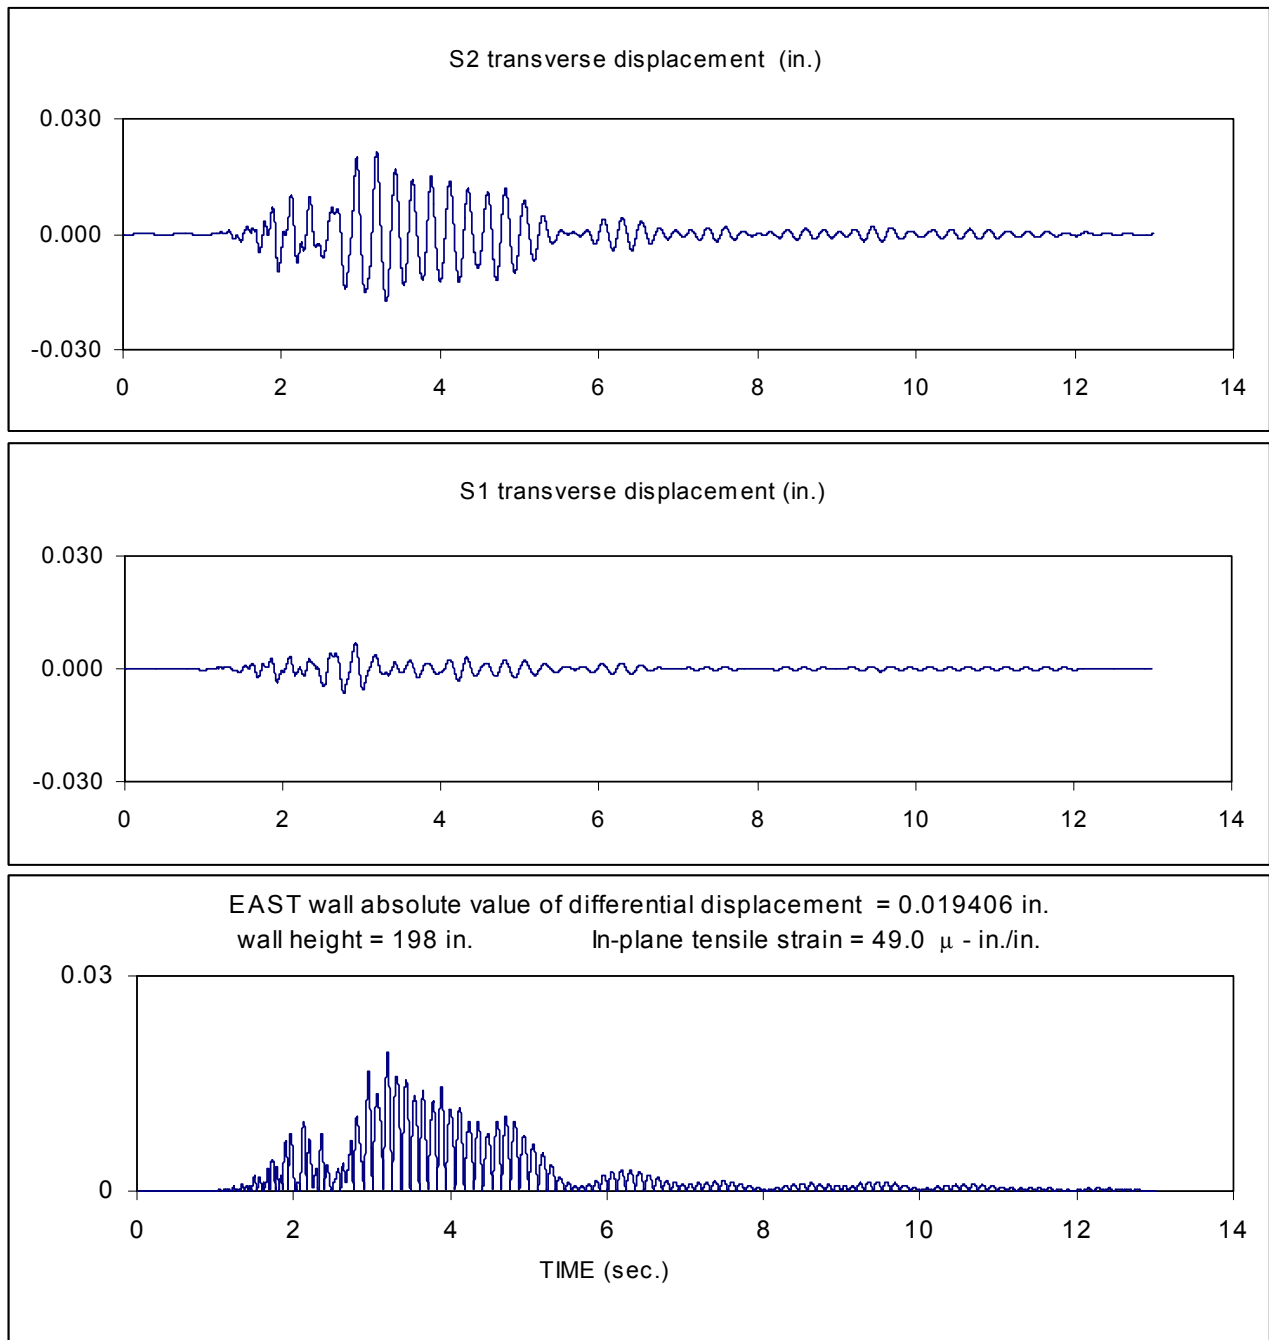 S2 transverse displacement (in.)
0.030
0.000
-0.030
0 2 4 6 8 10 12 14
S1 transverse displacement (in.)
0.030
0.000
-0.030
0 2 4 6 8 10 12 14
EAST wall absolute value of differential displacement = 0.019406 in.
wall height = 198 in. In-plane tensile strain = 49.0 μ - in./in.
0.03
0
0 2 4 6 8 10 12 14
TIME (sec.)